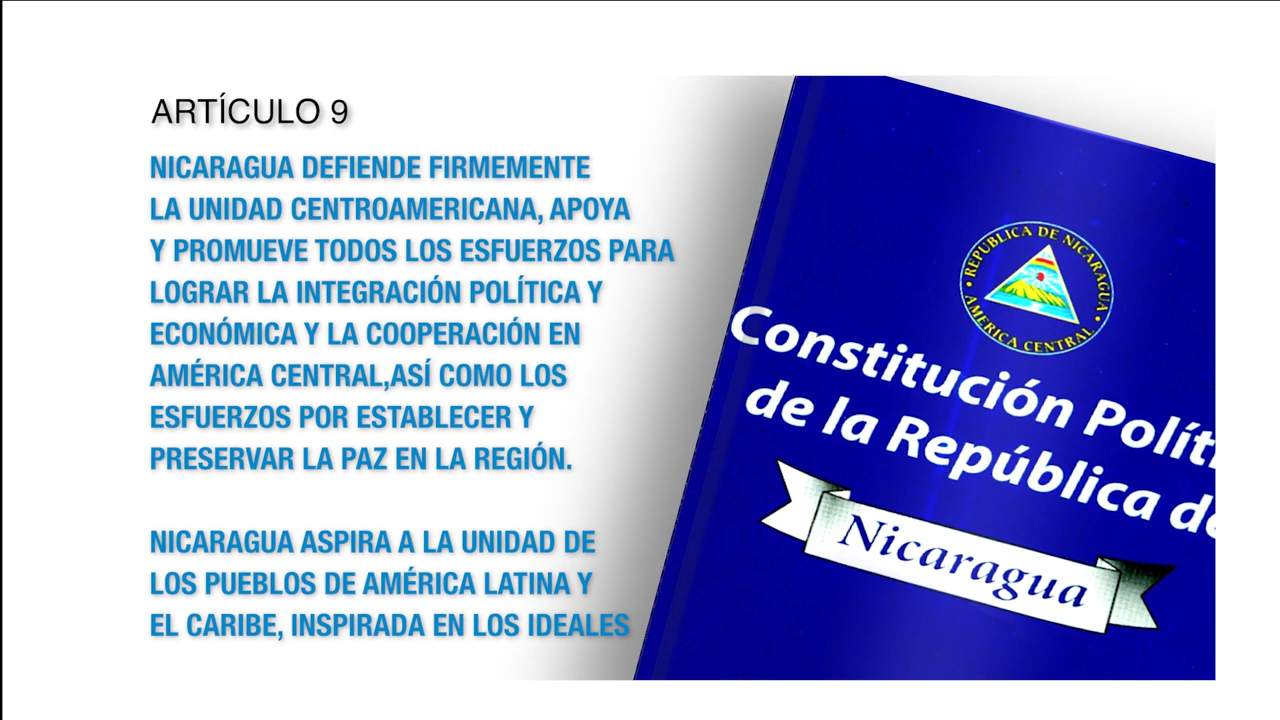 ARTÍCULO 9
NICARAGUA DEFIENDE FIRMEMENTE
LA UNIDAD CENTROAMERICANA, APOYA
Y PROMUEVE TODOS LOS ESFUERZOS PARA
LOGRAR LA INTEGRACIÓN POLÍTICA Y
ECONÓMICA Y LA COOPERACIÓN EN
AMÉRICA CENTRAL,ASÍ COMO LOS
ESFUERZOS POR ESTABLECER Y
PRESERVAR LA PAZ EN LA REGIÓN.
NICARAGUA ASPIRA A LA UNIDAD DE
LOS PUEBLOS DE AMÉRICA LATINA Y
EL CARIBE, INSPIRADA EN LOS IDEALES
REPUBLICA DE NICARAGUA
AMERICA CENTRAL
Constitución Polít
de la República de
Nicaragua